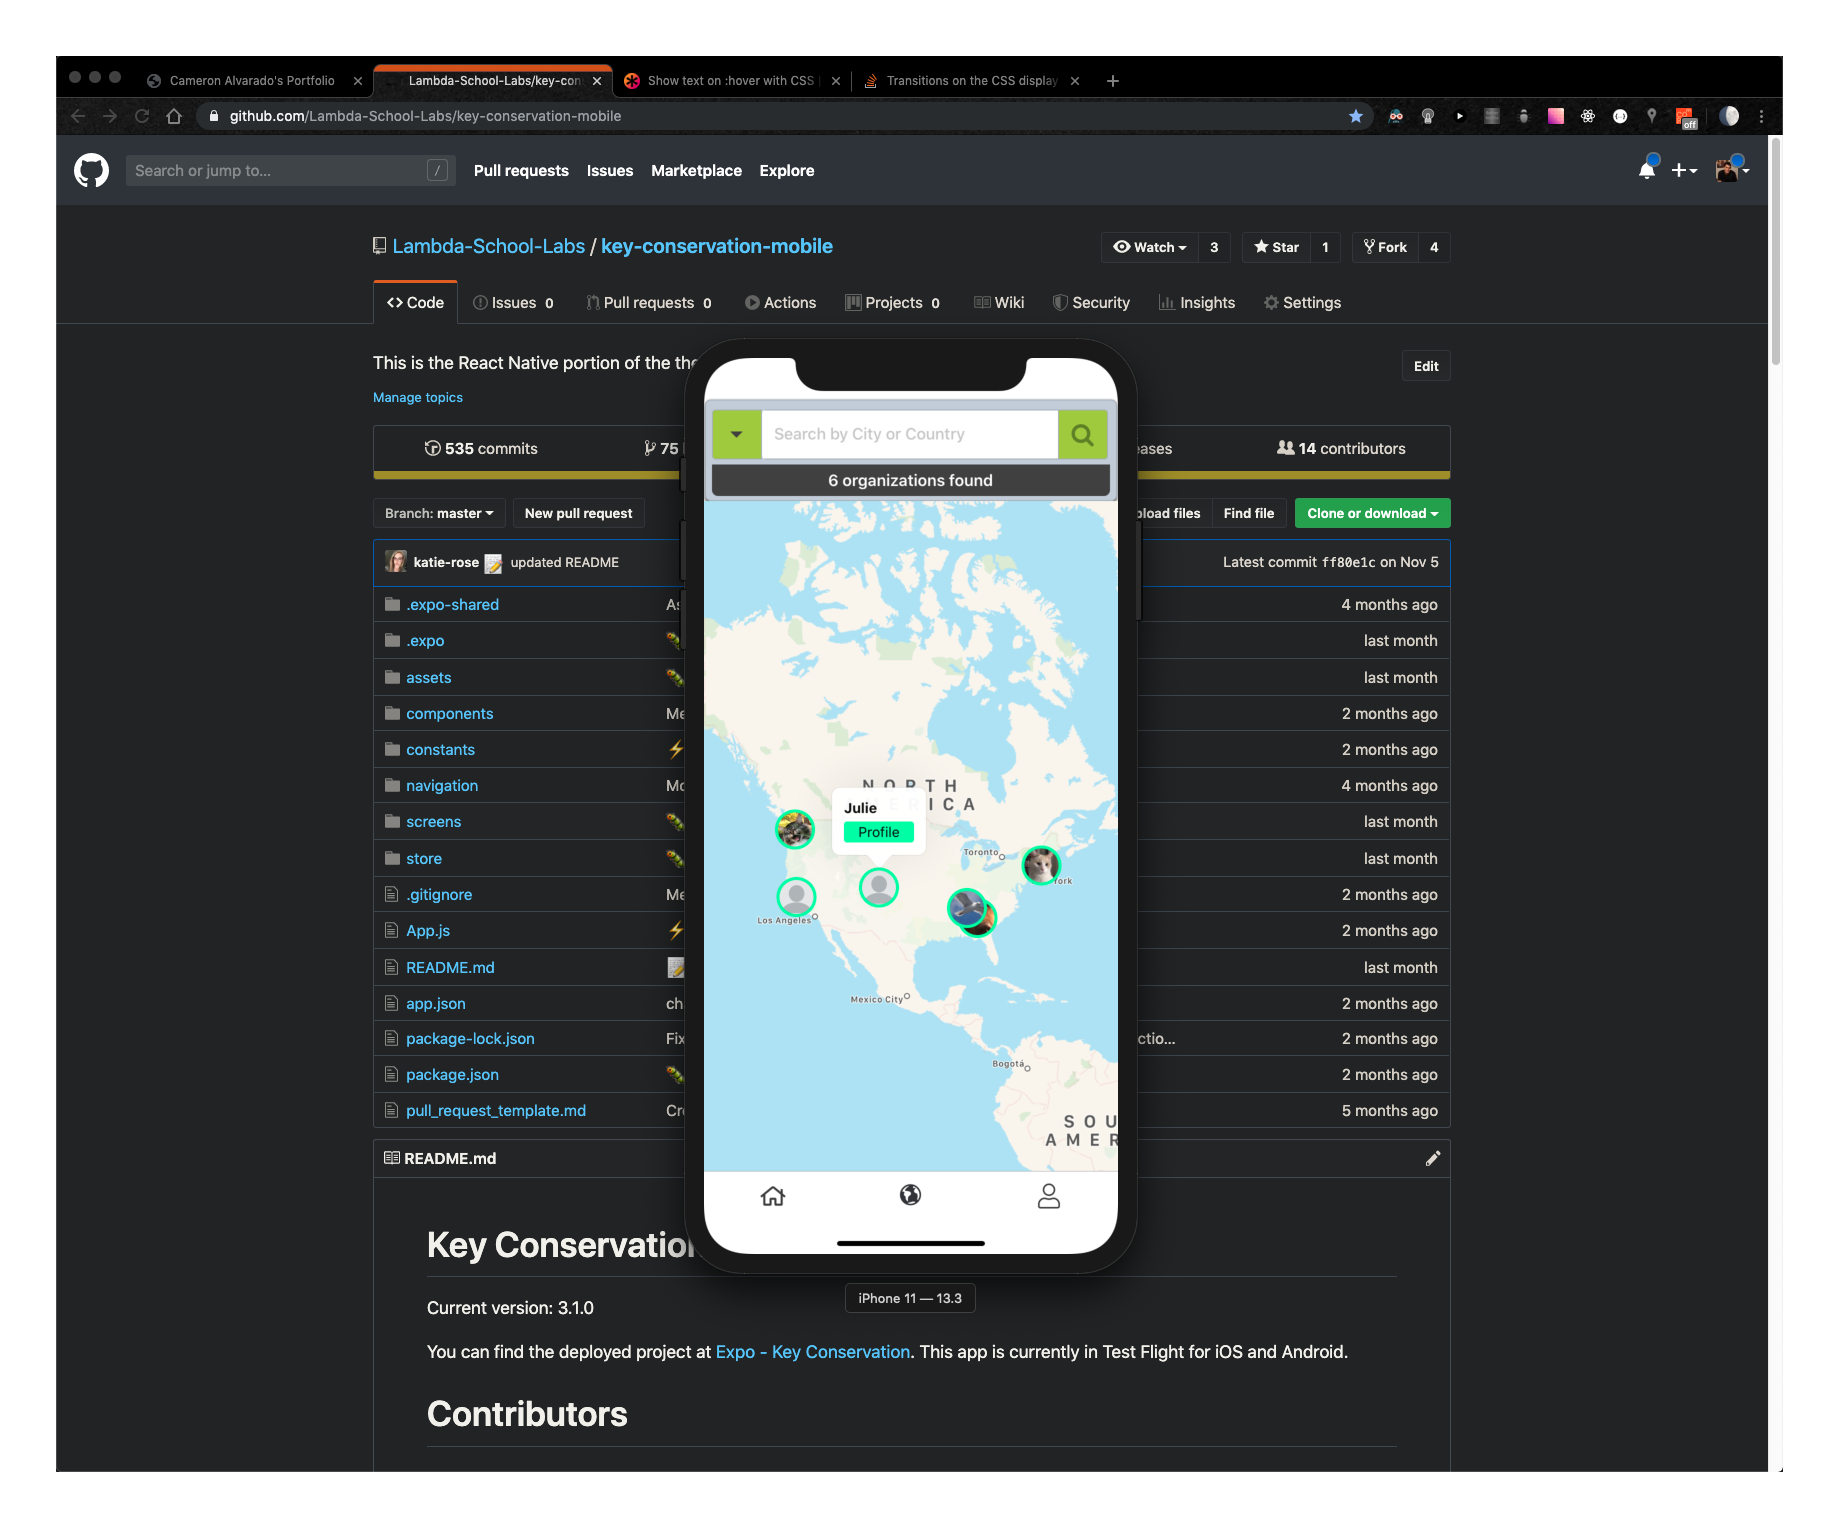 Cameron Alvarado's Portfolio
Lambda-School-Labs/key-con
Show text on :hover with CSS
Transitions on the CSS display
github.com/Lambda-School-Labs/key-conservation-mobile
off
Search or jump to... /
Pull requests Issues Marketplace Explore
Lambda-School-Labs / key-conservation-mobile
Watch 3 Star 1 Fork 4
Code Issues 0 Pull requests 0 Actions Projects 0 Wiki Security Insights Settings
This is the React Native portion of the the
Edit
Manage topics
535 commits 75 eases 14 contributors
Branch: master New pull request pload files Find file Clone or download
katie-rose updated README Latest commit ff80e1c on Nov 5
.expo-shared As 4 months ago
.expo last month
assets last month
components Me 2 months ago
constants 2 months ago
navigation Mo 4 months ago
screens last month
store last month
.gitignore Me 2 months ago
App.js 2 months ago
README.md last month
app.json ch 2 months ago
package-lock.json Fix ctio... 2 months ago
package.json 2 months ago
pull_request_template.md Cre 5 months ago
README.md
Key Conservation
Current version: 3.1.0
You can find the deployed project at Expo - Key Conservation. This app is currently in Test Flight for iOS and Android.
Contributors
Search by City or Country
6 organizations found
NORTH
ERICA
Julie
Profile
Toronto
York
Los Angeles
Mexico City
Bogotá
SOU
AMER
iPhone 11 — 13.3